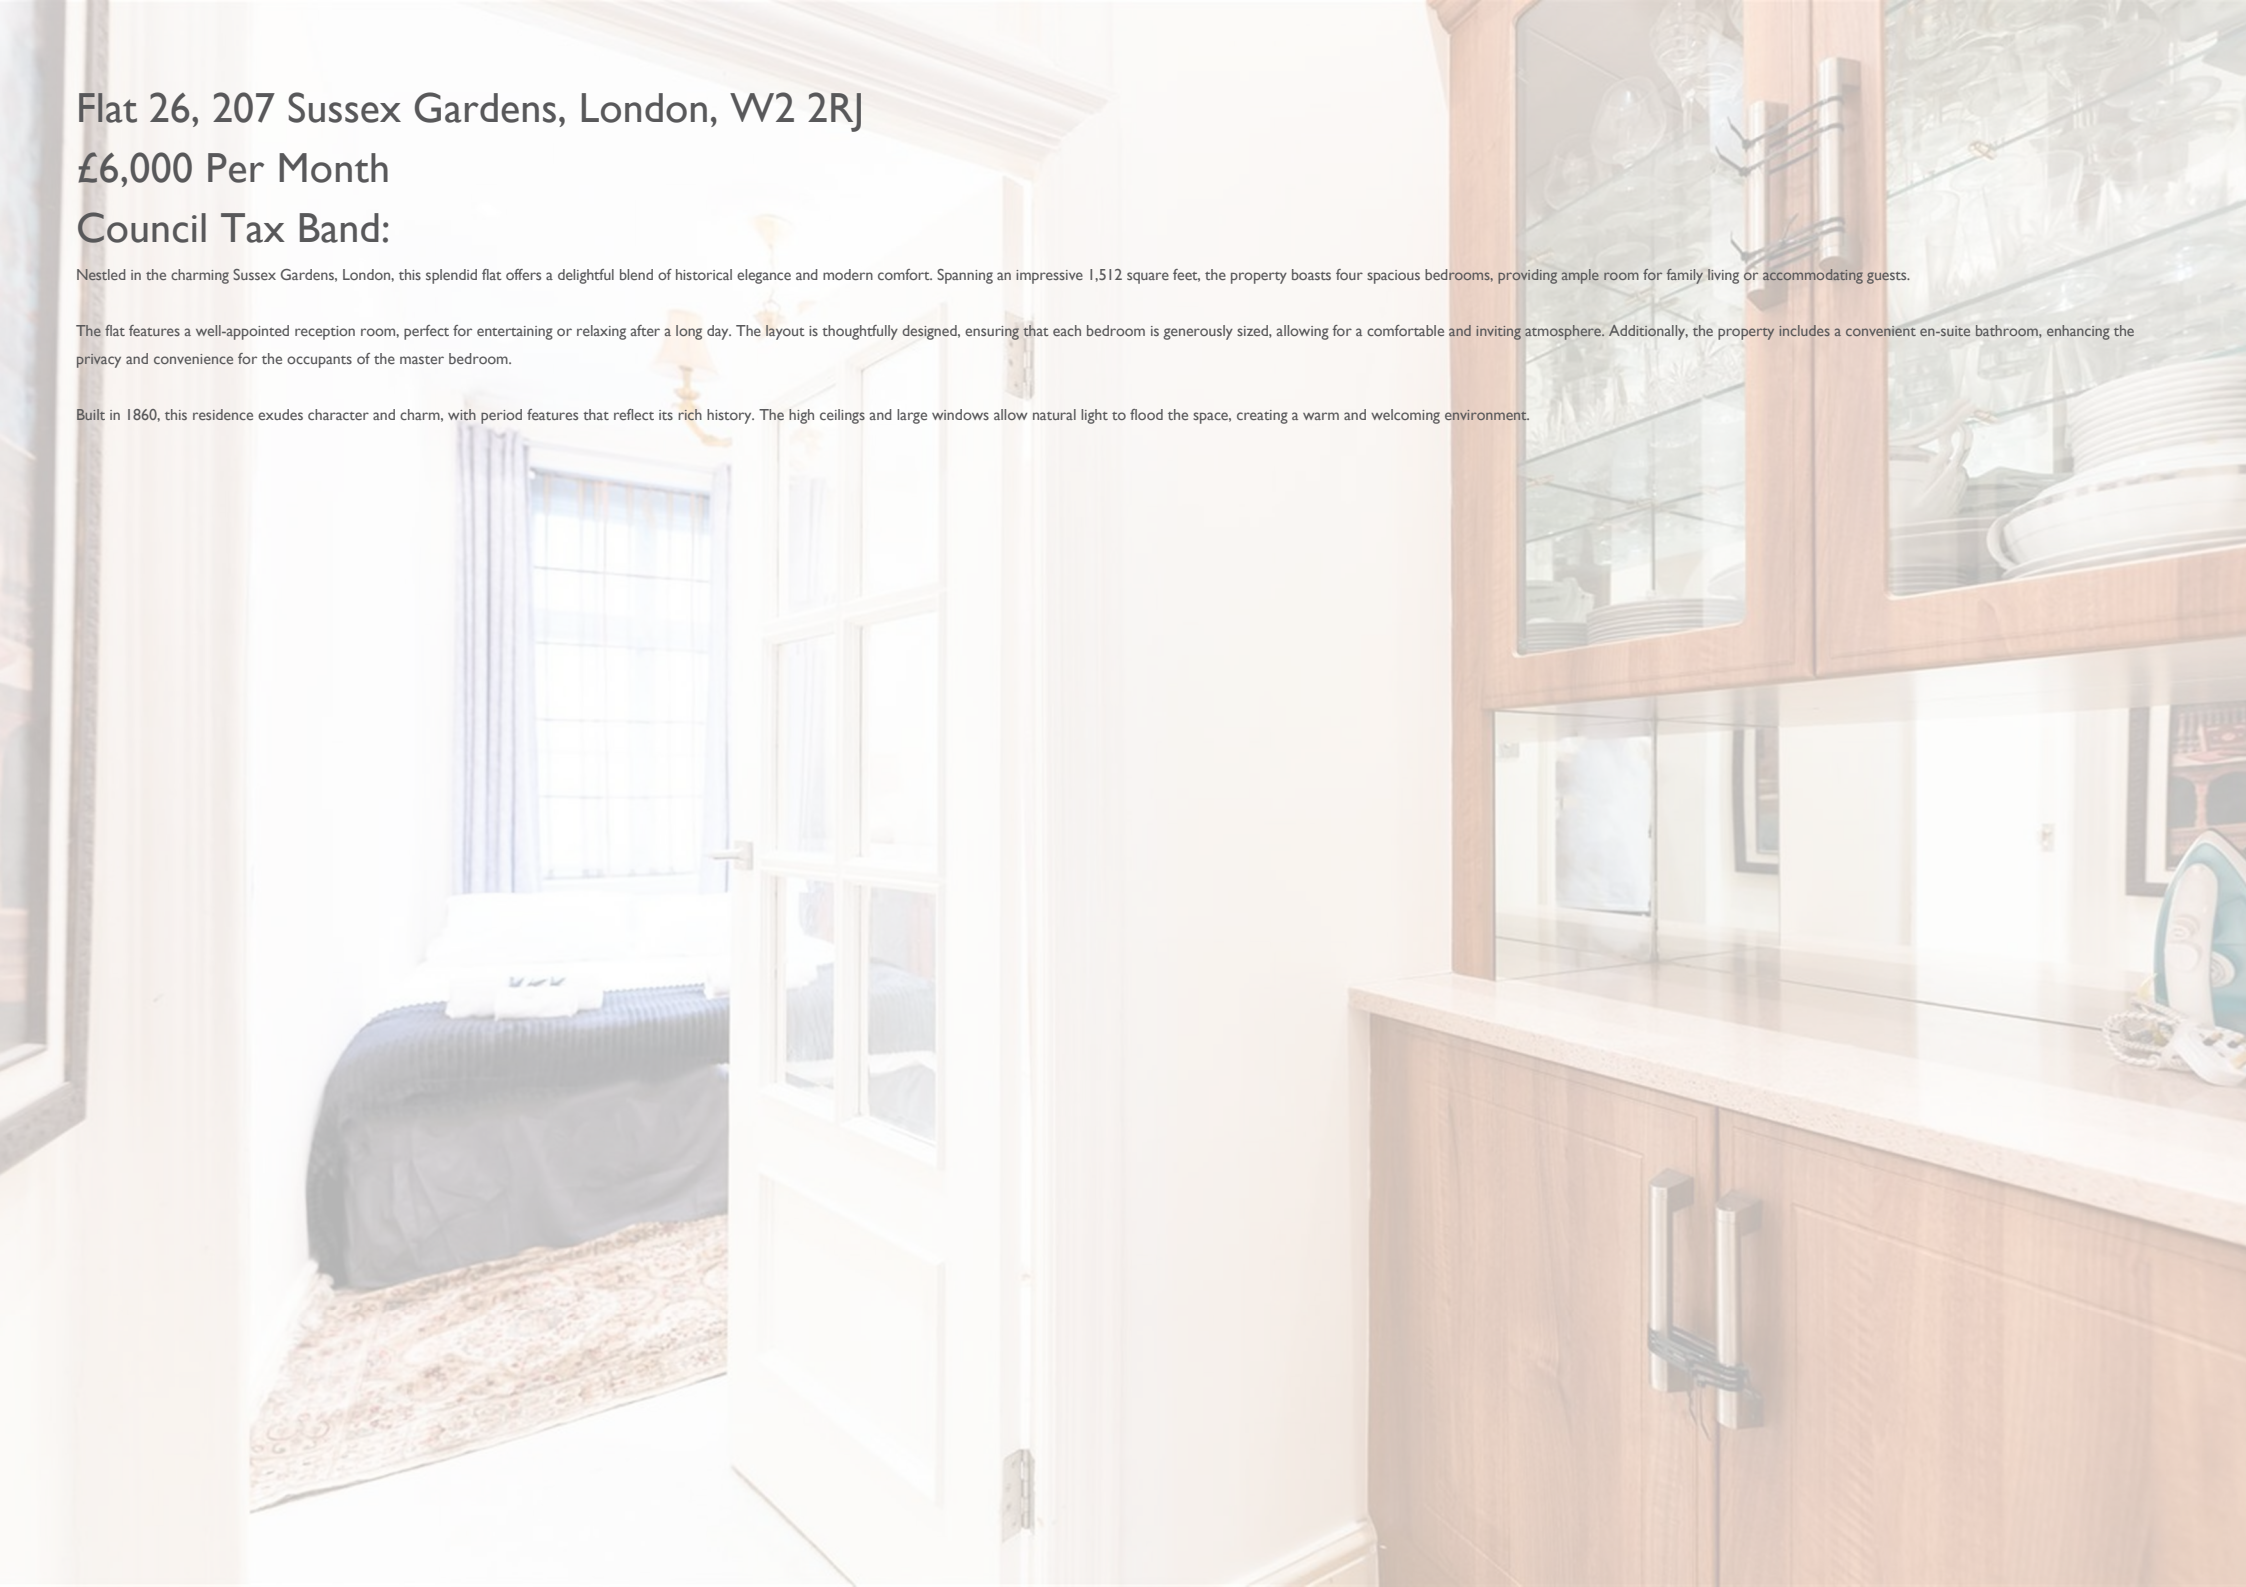 Flat 26, 207 Sussex Gardens, London, W2 2RJ
£6,000 Per Month
Council Tax Band:
Nestled in the charming Sussex Gardens, London, this splendid flat offers a delightful blend of historical elegance and modern comfort. Spanning an impressive 1,512 square feet, the property boasts four spacious bedrooms, providing ample room for family living or accommodating guests.
The flat features a well-appointed reception room, perfect for entertaining or relaxing after a long day. The layout is thoughtfully designed, ensuring that each bedroom is generously sized, allowing for a comfortable and inviting atmosphere. Additionally, the property includes a convenient en-suite bathroom, enhancing the
privacy and convenience for the occupants of the master bedroom.
Built in 1860, this residence exudes character and charm, with period features that reflect its rich history. The high ceilings and large windows allow natural light to flood the space, creating a warm and welcoming environment.